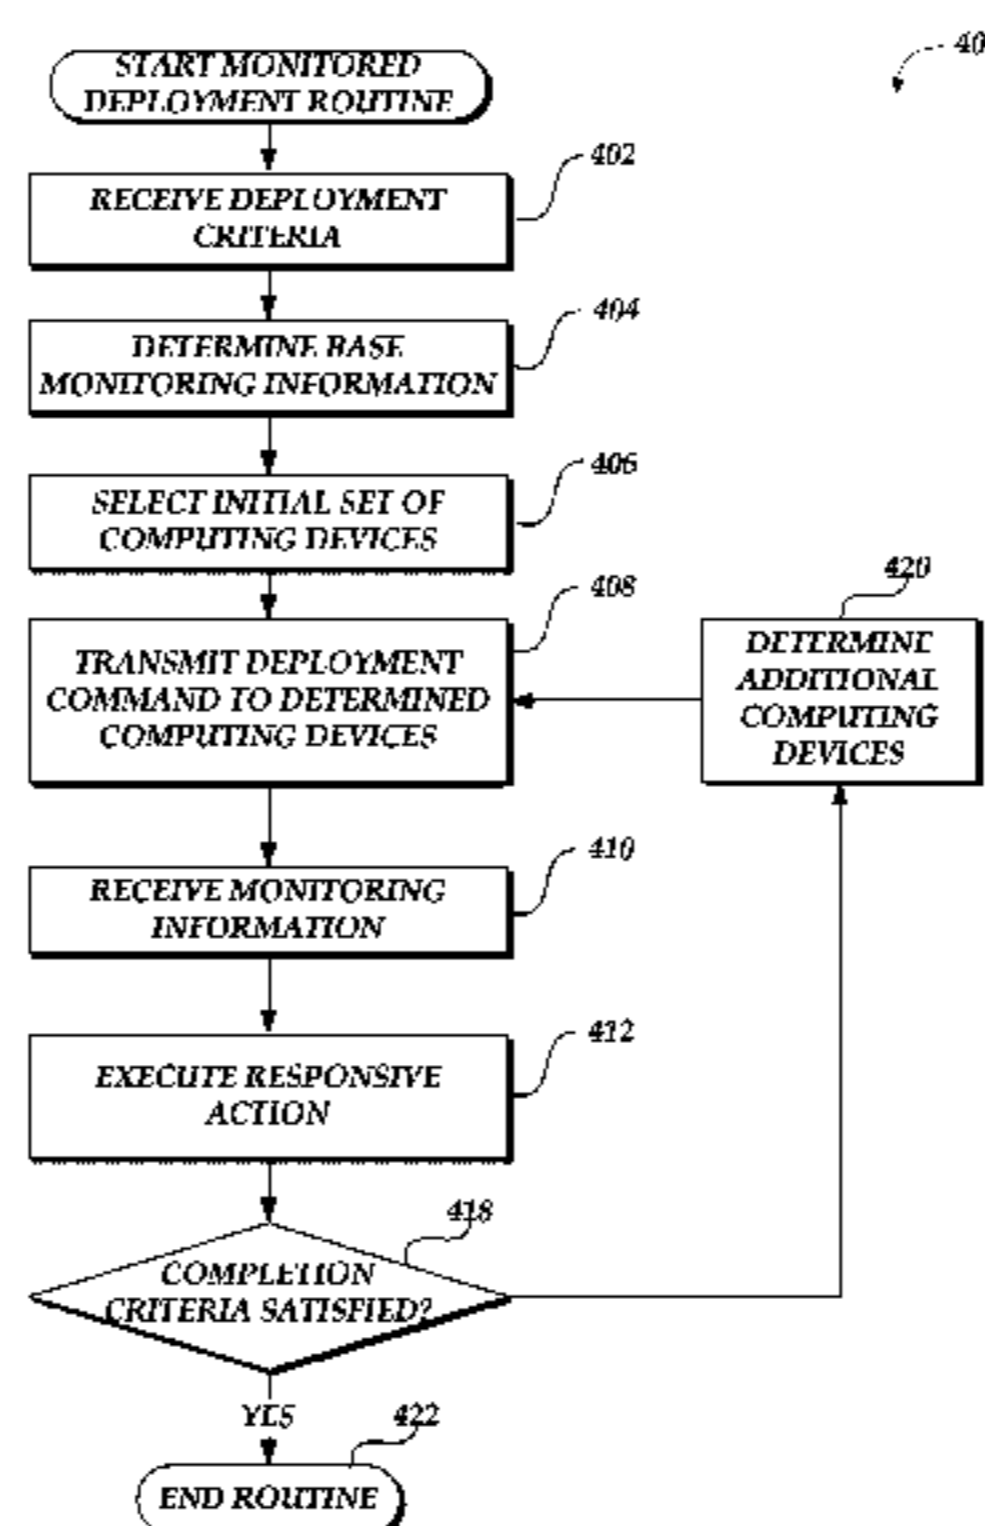 40
START MONITORED
DEPLOYMENT ROUTINE
402
RECEIVE DEPLOYMENT
CRITERIA
404
DETERMINE BASE
MONITORING INFORMATION
406
SELECT INITIAL SET OF
COMPUTING DEVICES
408
TRANSMIT DEPLOYMENT
COMMAND TO DETERMINED
COMPUTING DEVICES
420
DETERMINE
ADDITIONAL
COMPUTING
DEVICES
410
RECEIVE MONITORING
INFORMATION
412
EXECUTE RESPONSIVE
ACTION
418
COMPLETION
CRITERIA SATISFIED?
YES
422
END ROUTINE